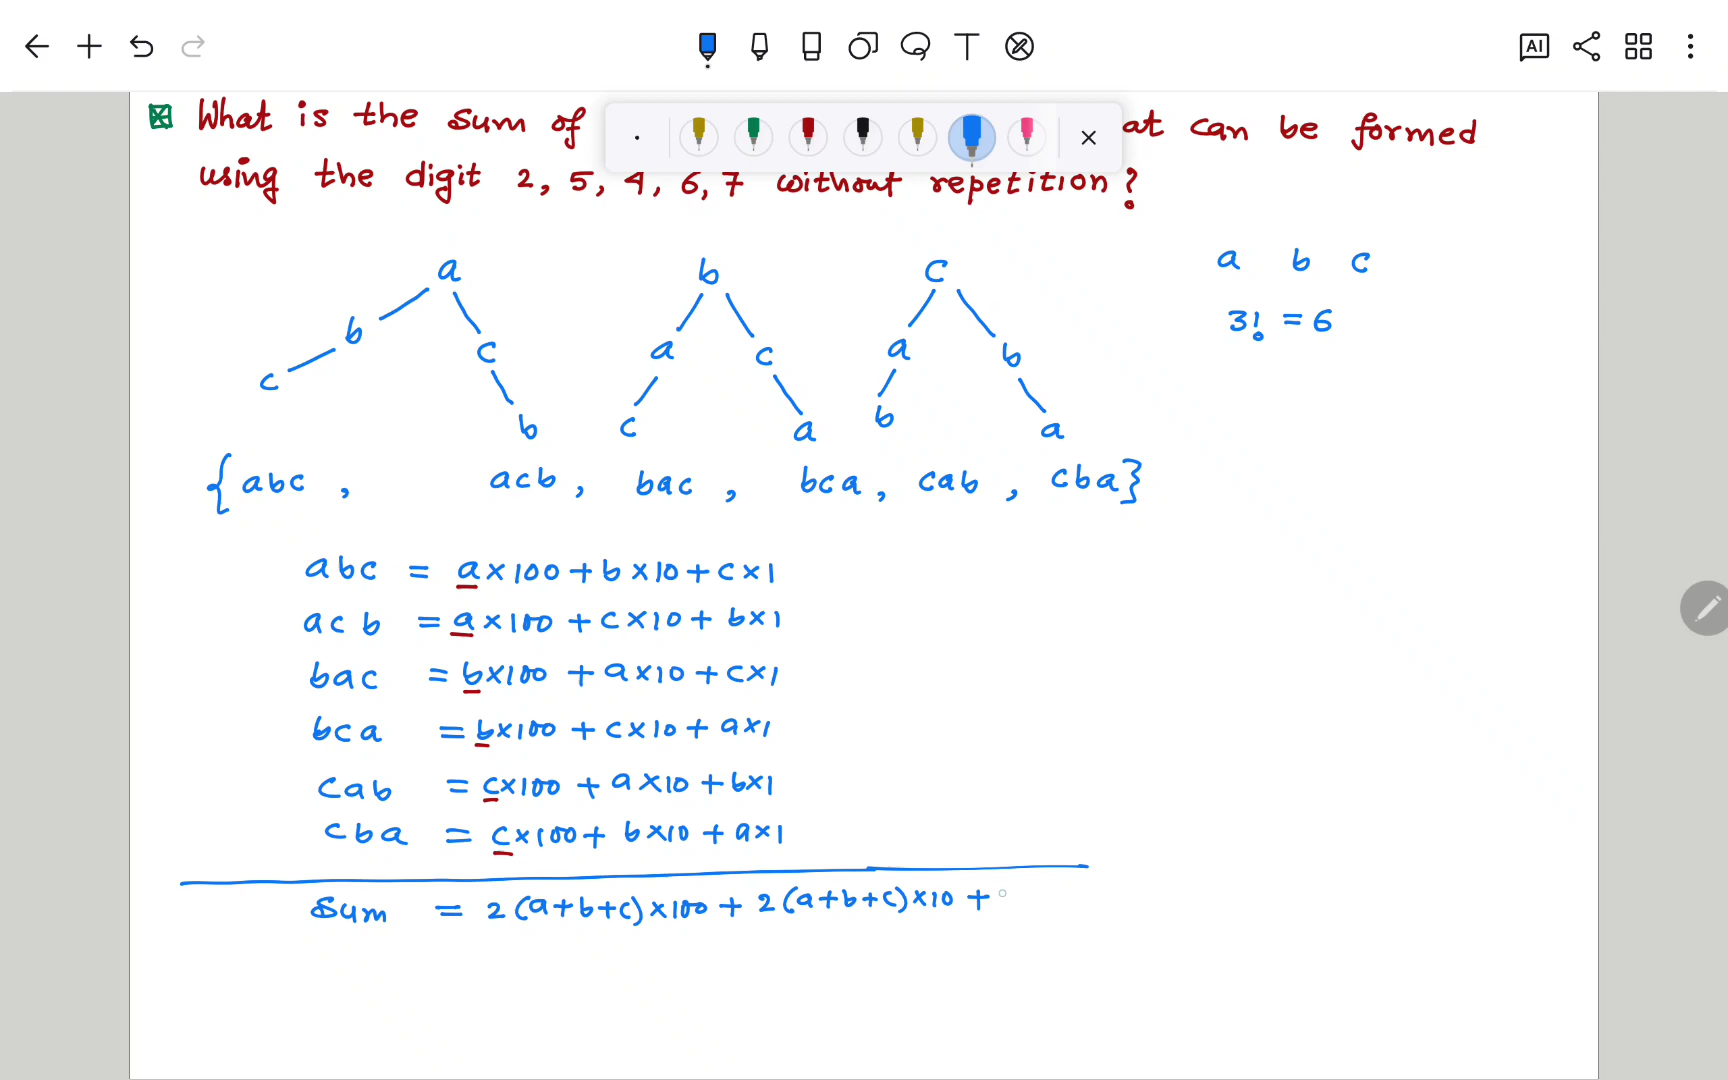 AI
What is the sum of at can be formed
using the digit 2, 5, 4, 6, 7 without repetition?
a b c a b c
3! = 6
b a a
c c c b
c b
b c a a
{abc, acb, bac, bca, cab, cba}
abc = a×100 + b×10 + c×1
acb = a×100 + c×10 + b×1
bac = b×100 + a×10 + c×1
bca = b×100 + c×10 + a×1
cab = c×100 + a×10 + b×1
cba = c×100 + b×10 + a×1
Sum = 2(a+b+c)×100 + 2(a+b+c)×10 +